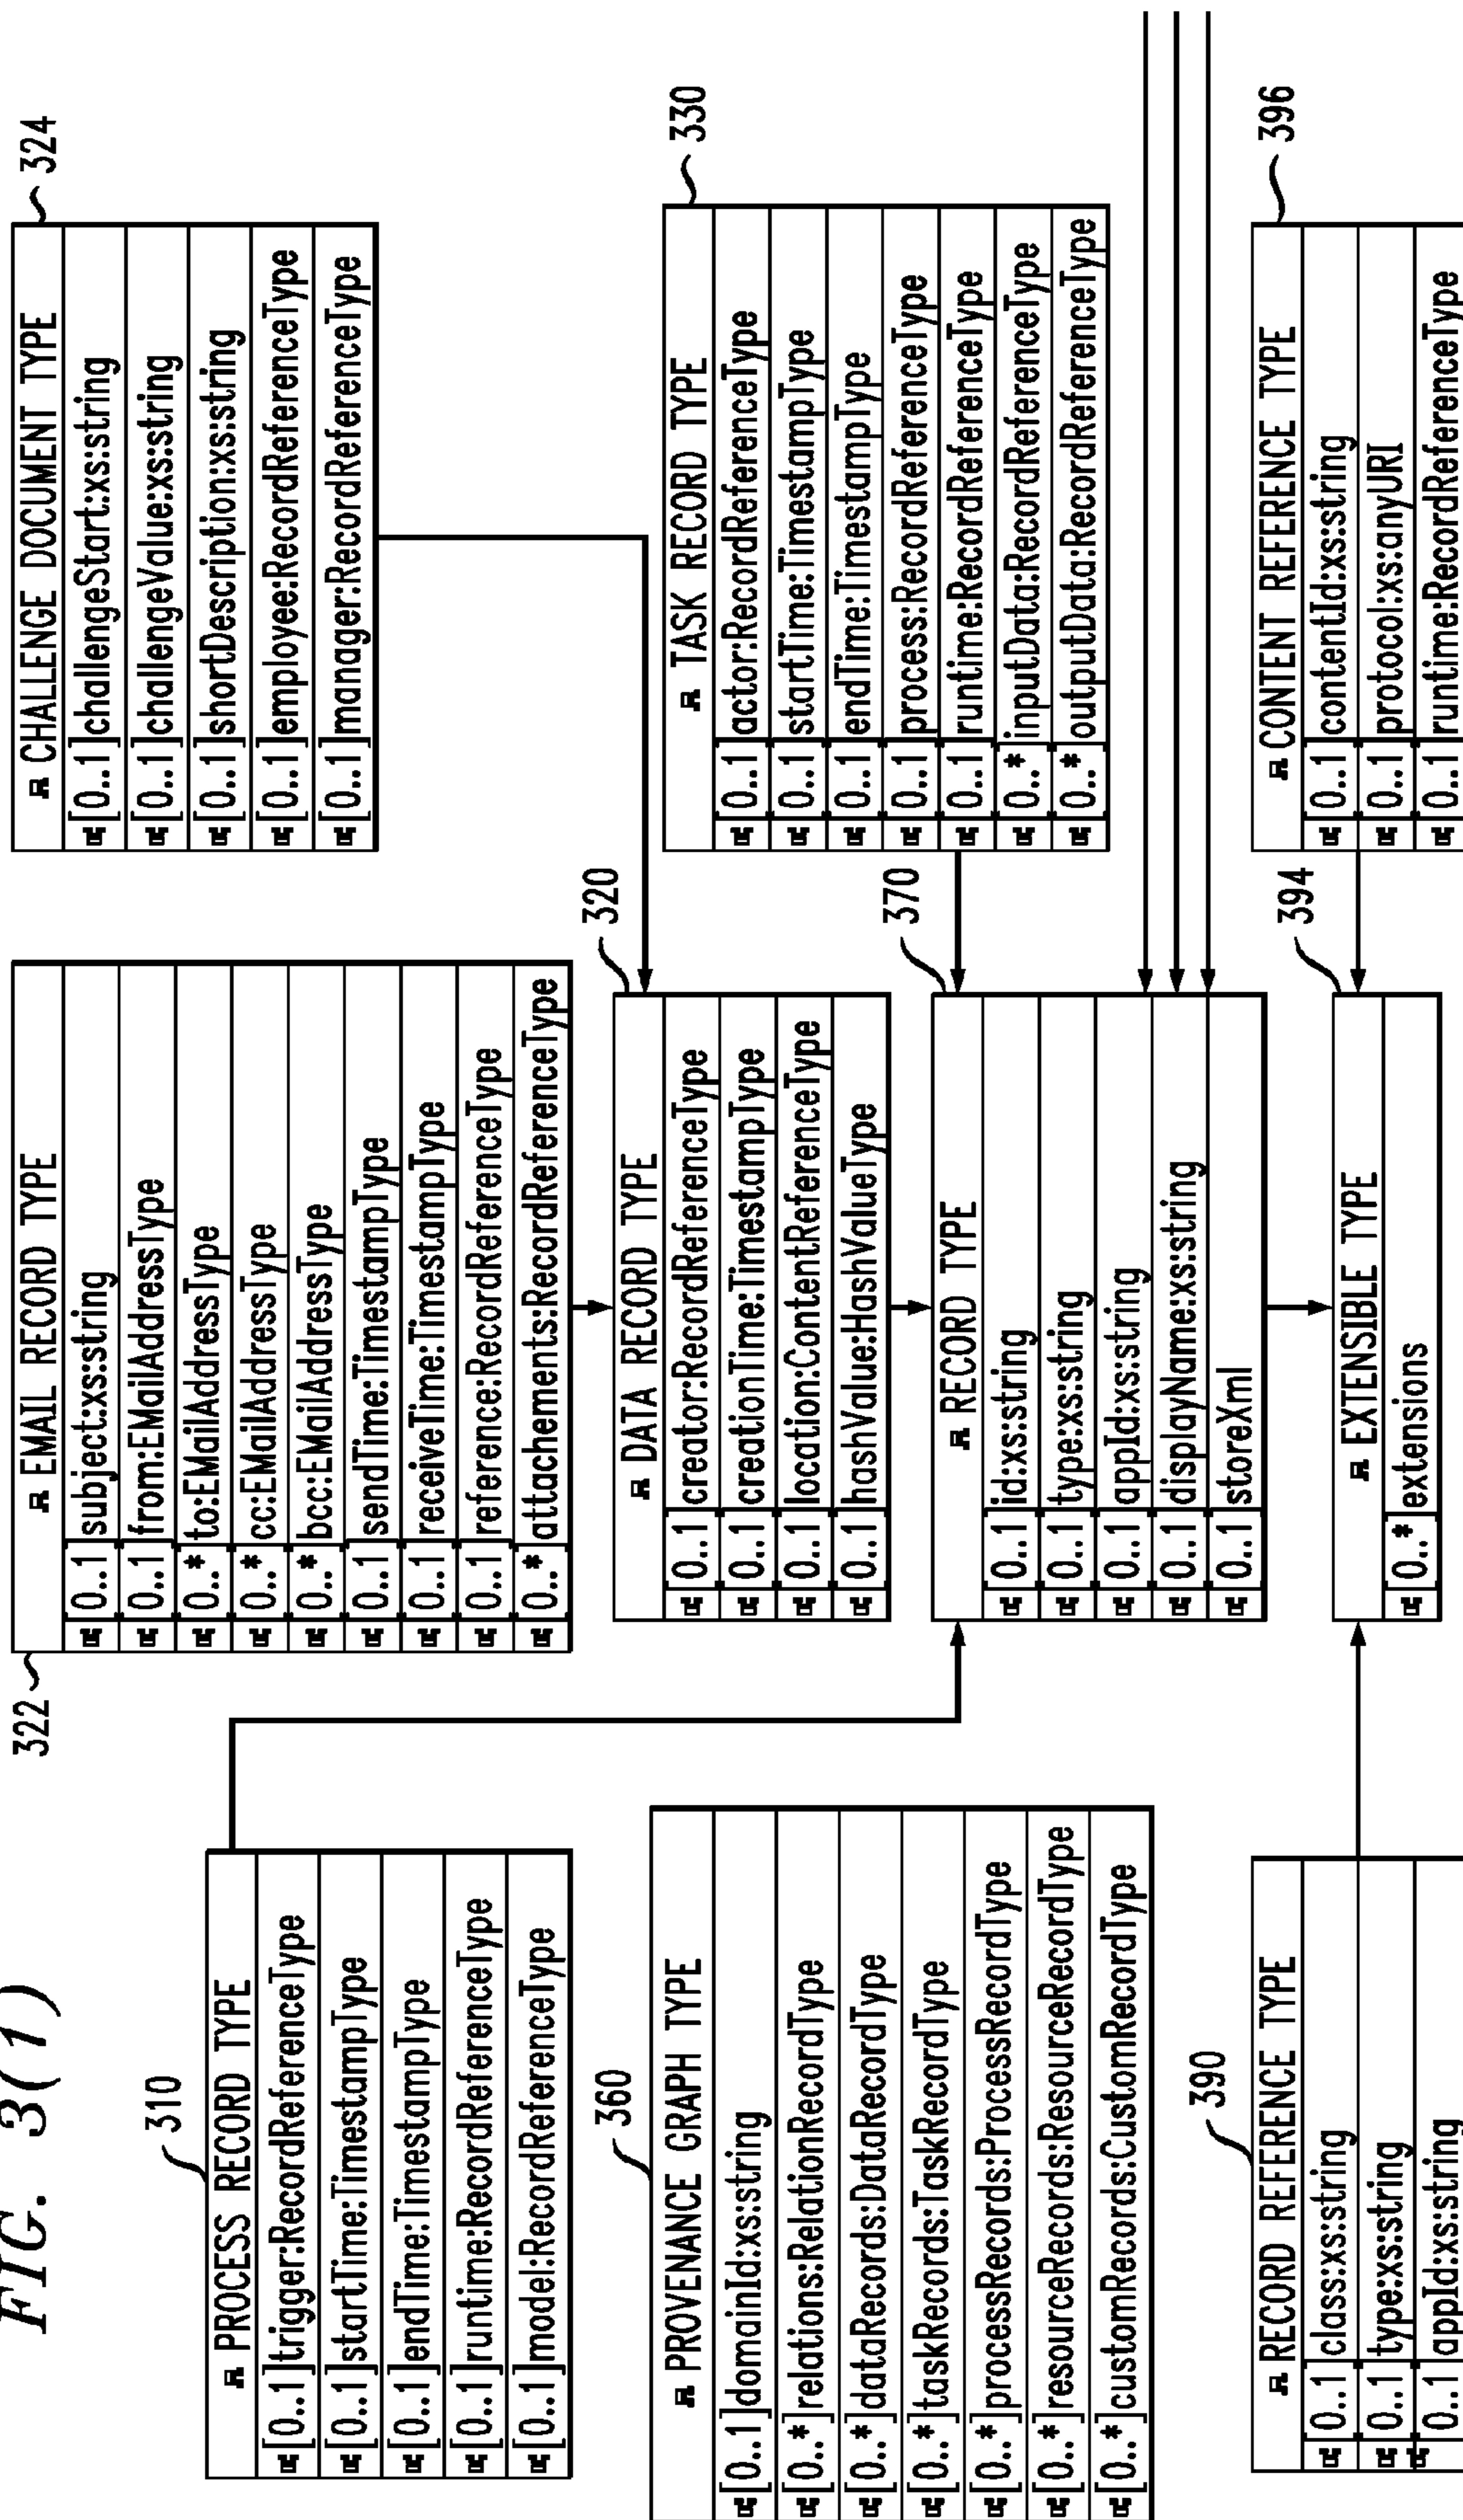 FIG. 3(1)
310
PROCESS RECORD TYPE
[0..1] trigger:RecordReferenceType
[0..1] startTime:TimestampType
[0..1] endTime:TimestampType
[0..1] runtime:RecordReferenceType
[0..1] model:RecordReferenceType
360
PROVENANCE GRAPH TYPE
[0..1] domainId:xs:string
[0..*] relations:RelationRecordType
[0..*] dataRecords:DataRecordType
[0..*] taskRecords:TaskRecordType
[0..*] processRecords:ProcessRecordType
[0..*] resourceRecords:ResourceRecordType
[0..*] customRecords:CustomRecordType
390
RECORD REFERENCE TYPE
[0..1] class:xs:string
[0..1] type:xs:string
[0..1] appId:xs:string
322
EMAIL RECORD TYPE
[0..1] subject:xs:string
[0..1] from:EMailAddressType
[0..*] to:EMailAddressType
[0..*] cc:EMailAddressType
[0..*] bcc:EMailAddressType
[0..1] sendTime:TimestampType
[0..1] receiveTime:TimestampType
[0..1] reference:RecordReferenceType
[0..*] attachements:RecordReferenceType
320
DATA RECORD TYPE
[0..1] creator:RecordReferenceType
[0..1] creationTime:TimestampType
[0..1] location:ContentReferenceType
[0..1] hashValue:HashValueType
370
RECORD TYPE
[0..1] id:xs:string
[0..1] type:xs:string
[0..1] appId:xs:string
[0..1] displayName:xs:string
[0..1] storeXml
394
EXTENSIBLE TYPE
[0..*] extensions
324
CHALLENGE DOCUMENT TYPE
[0..1] challengeStart:xs:string
[0..1] challengeValue:xs:string
[0..1] shortDescription:xs:string
[0..1] employee:RecordReferenceType
[0..1] manager:RecordReferenceType
330
TASK RECORD TYPE
[0..1] actor:RecordReferenceType
[0..1] startTime:TimestampType
[0..1] endTime:TimestampType
[0..1] process:RecordReferenceType
[0..1] runtime:RecordReferenceType
[0..*] inputData:RecordReferenceType
[0..*] outputData:RecordReferenceType
396
CONTENT REFERENCE TYPE
[0..1] contentId:xs:string
[0..1] protocol:xs:anyURI
[0..1] runtime:RecordReferenceType